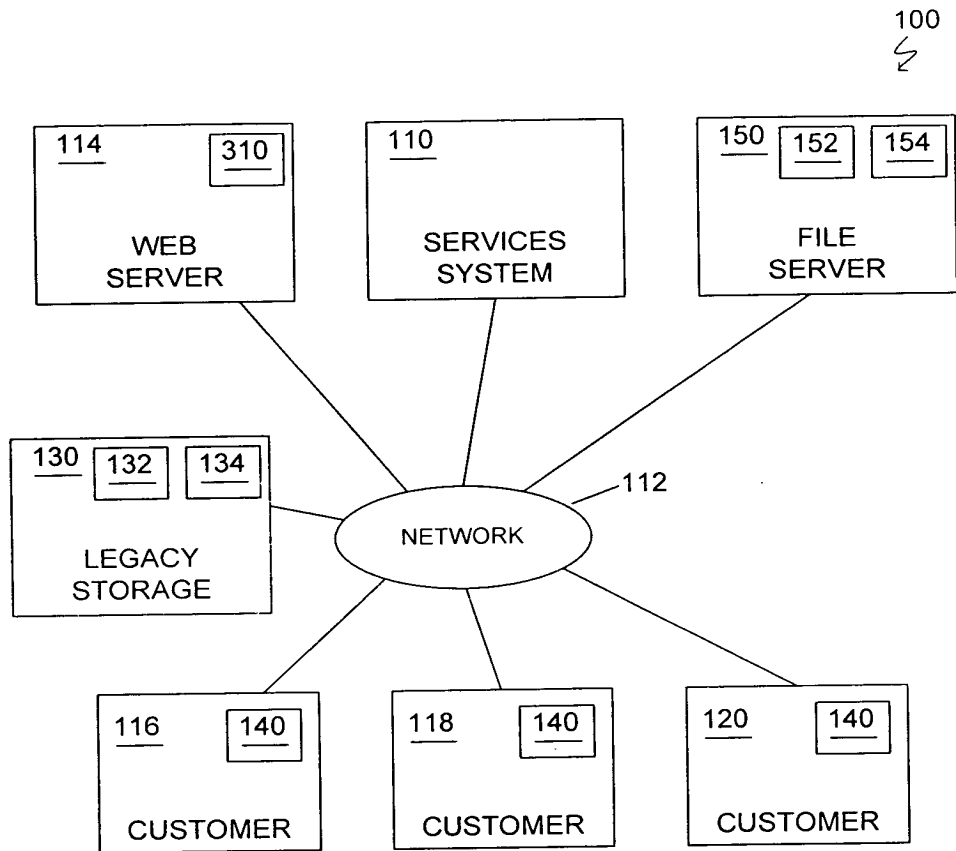 100
114
310
WEB
SERVER
110
SERVICES
SYSTEM
150
152
154
FILE
SERVER
130
132
134
LEGACY
STORAGE
NETWORK
112
116
140
CUSTOMER
118
140
CUSTOMER
120
140
CUSTOMER